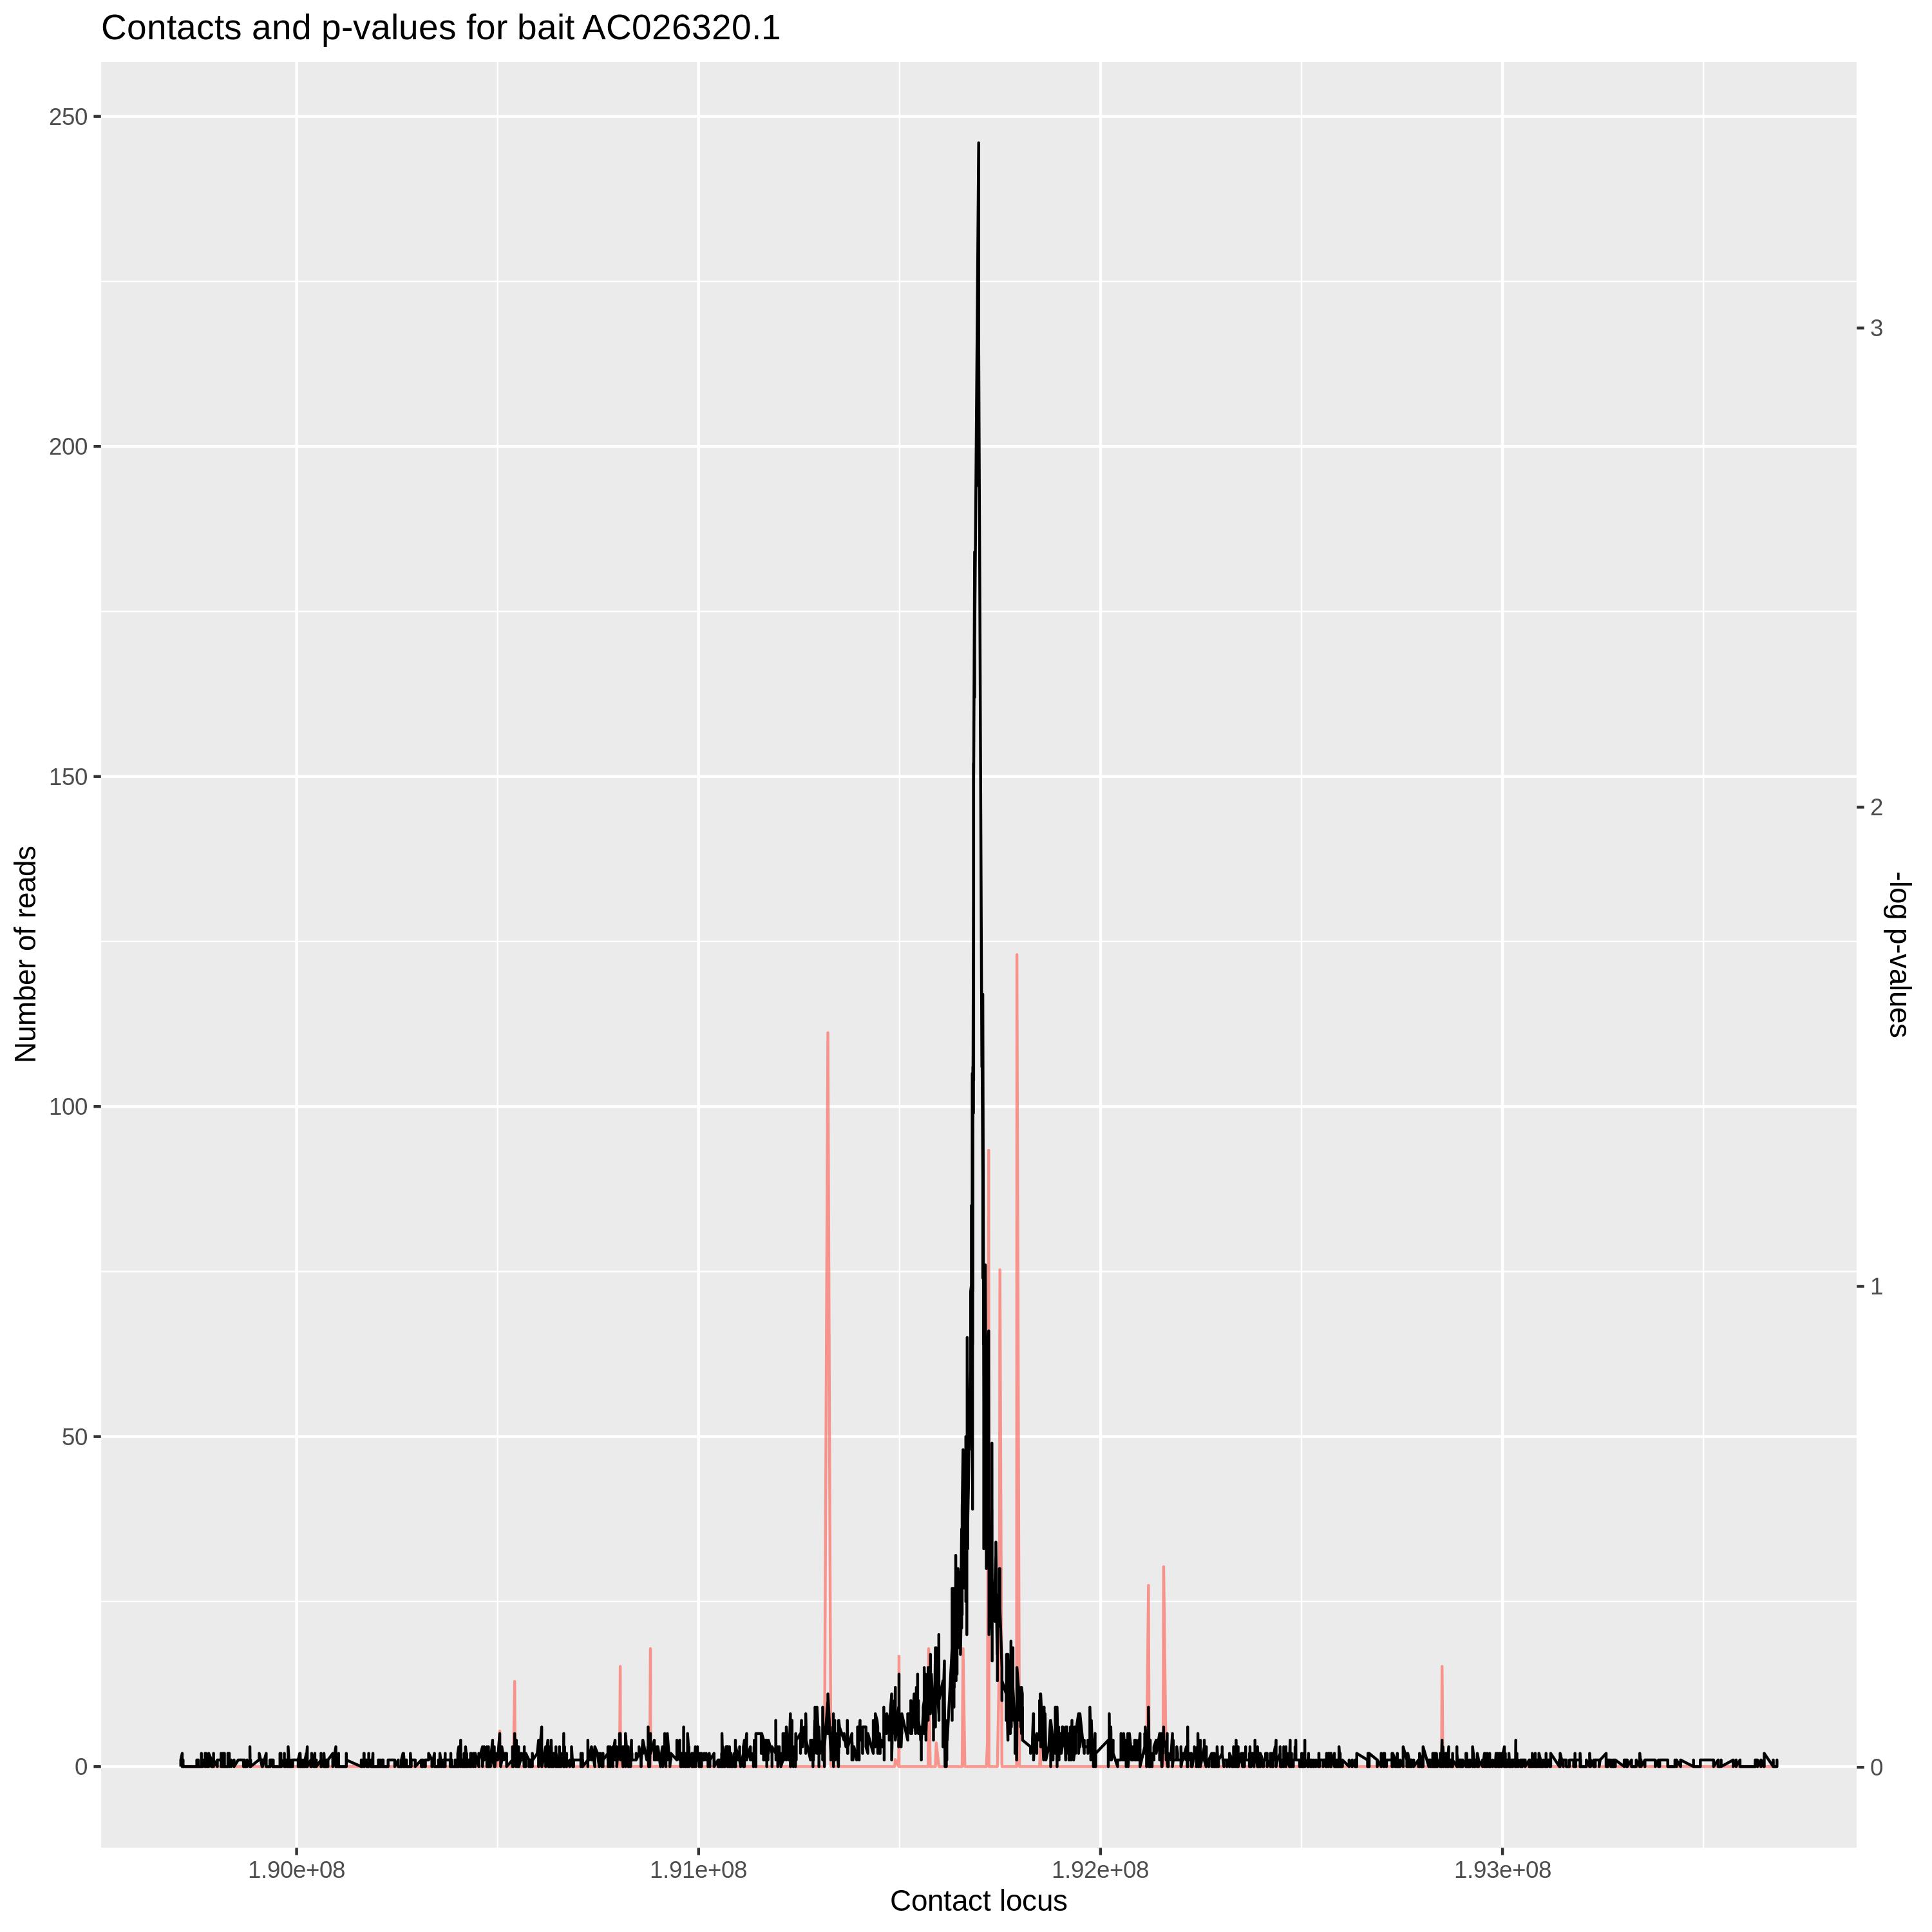 Contacts and p-values for bait AC026320.1
250
200
150
100
50
0
Number of reads
3
2
1
0
-log p-values
1.90e+08
1.91e+08
1.92e+08
1.93e+08
Contact locus